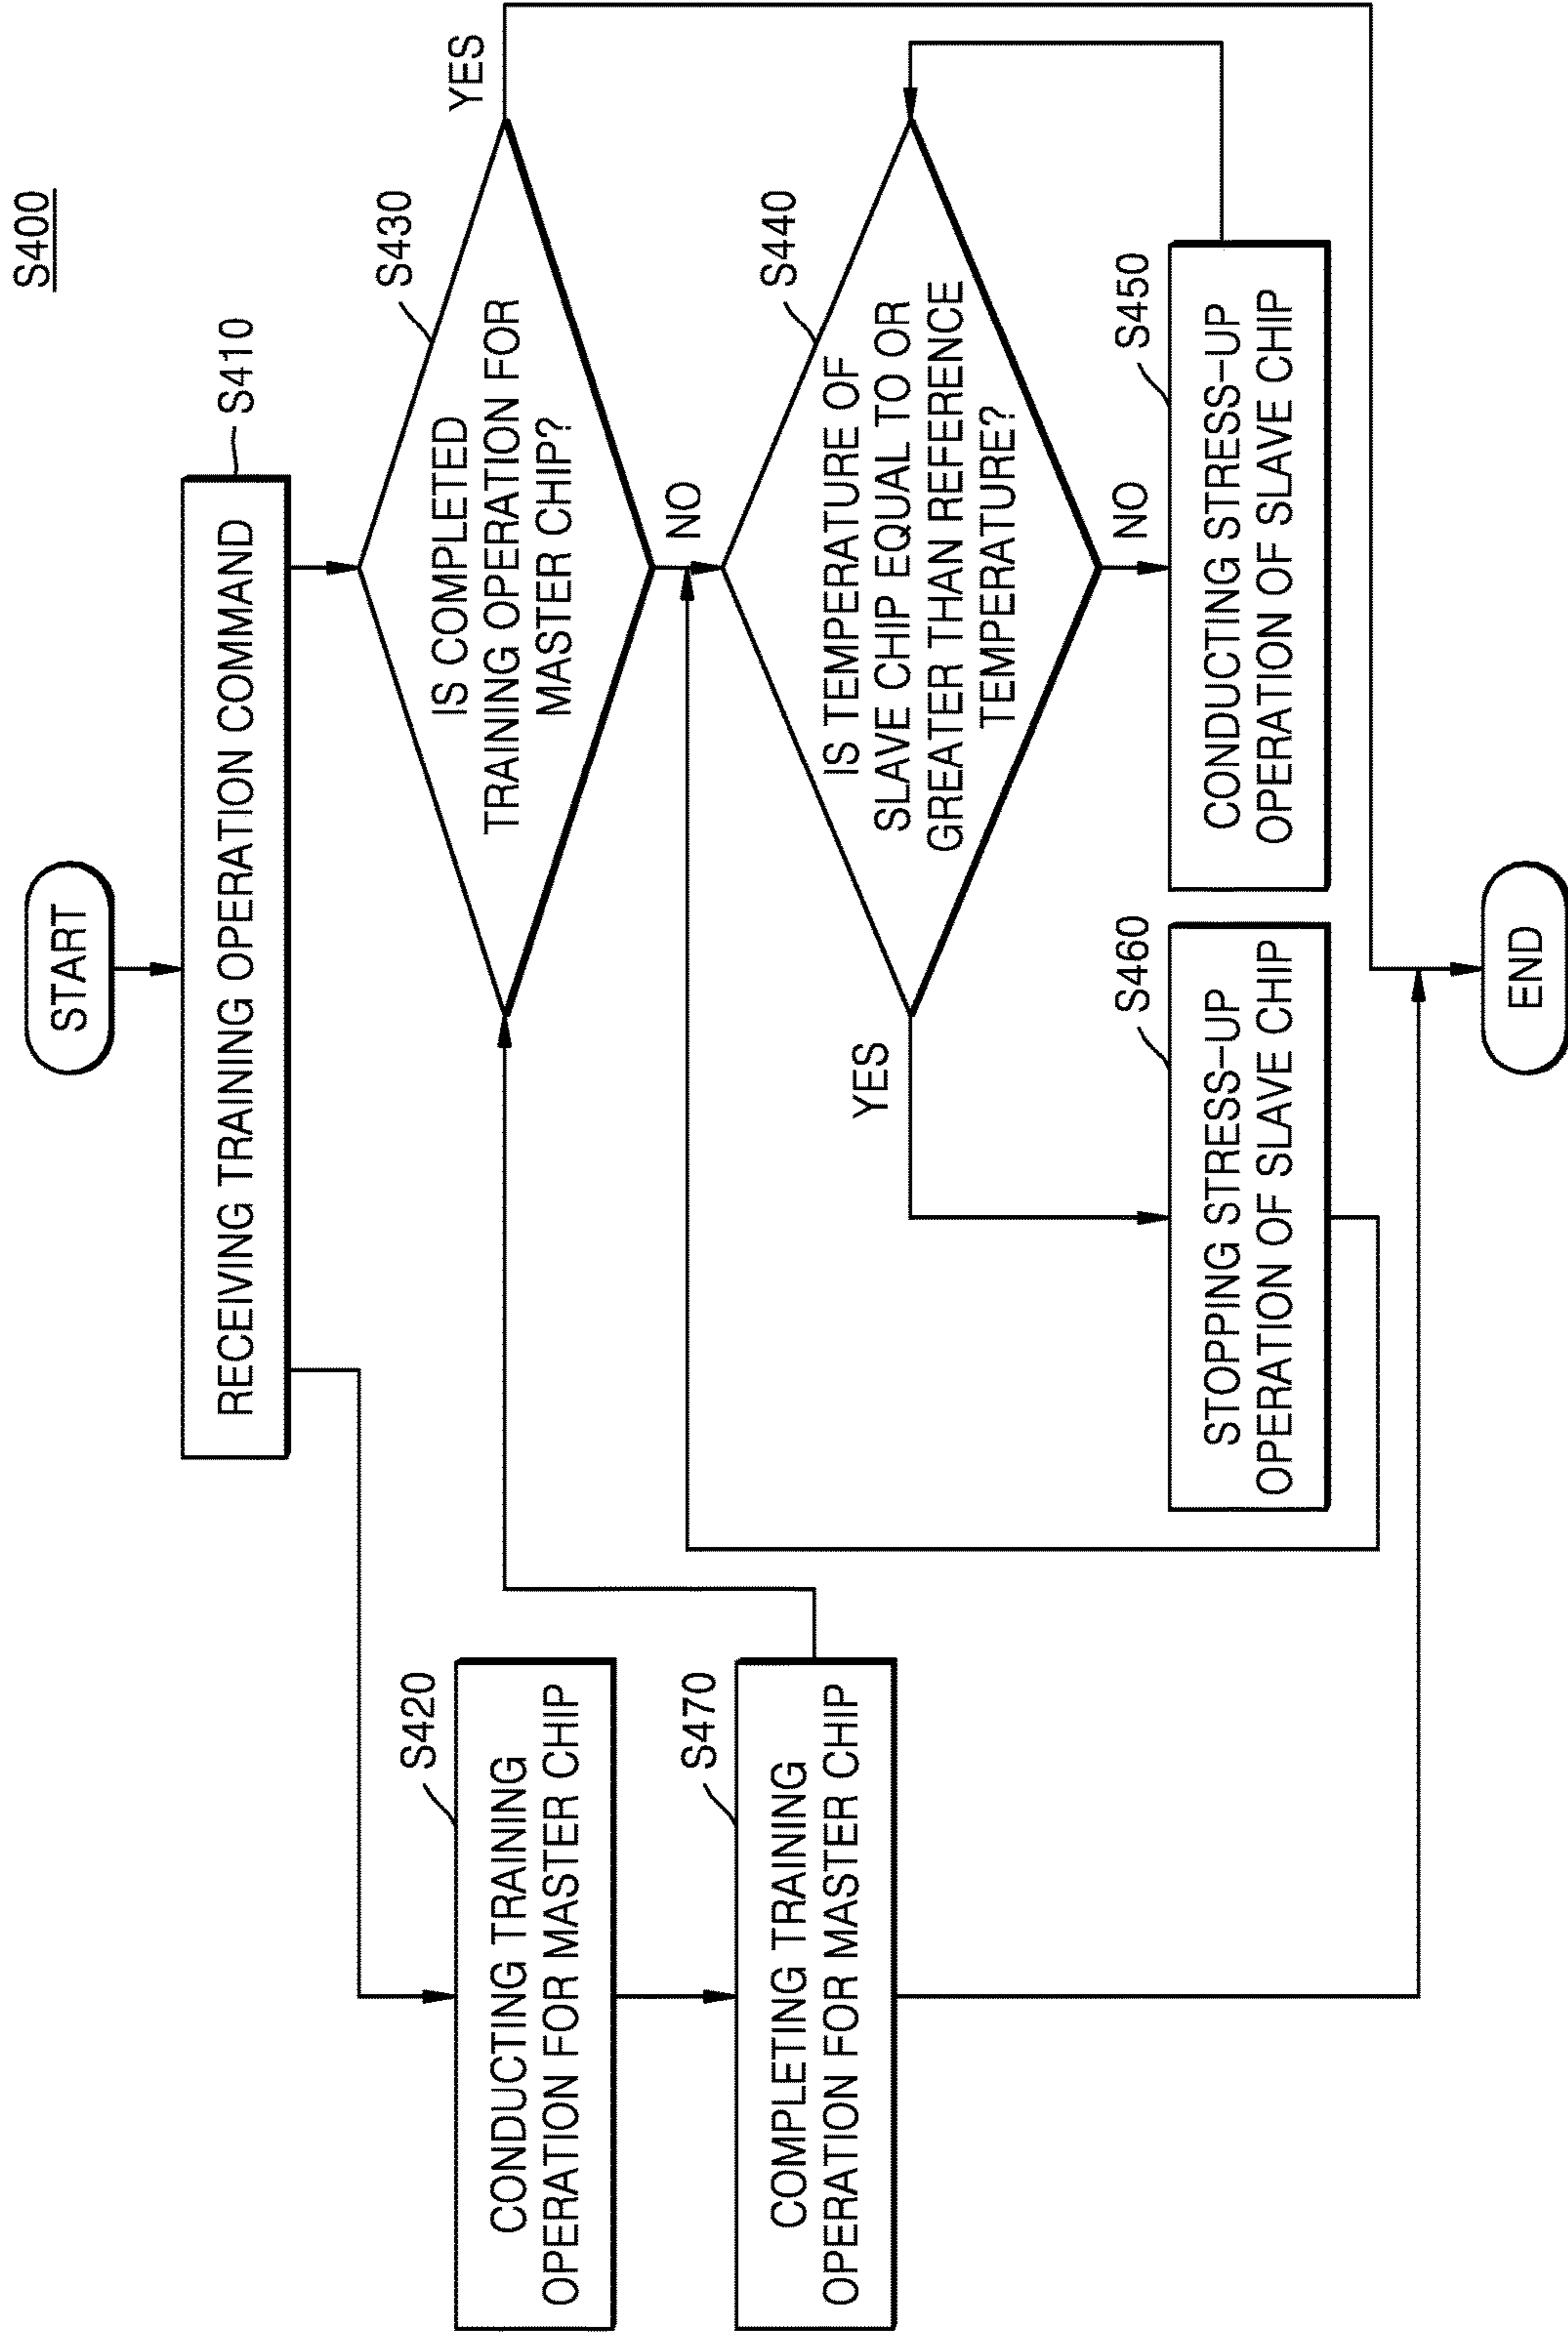 S400
START
RECEIVING TRAINING OPERATION COMMAND
S410
CONDUCTING TRAINING
OPERATION FOR MASTER CHIP
S420
IS COMPLETED
TRAINING OPERATION FOR
MASTER CHIP?
S430
YES
NO
COMPLETING TRAINING
OPERATION FOR MASTER CHIP
S470
IS TEMPERATURE OF
SLAVE CHIP EQUAL TO OR
GREATER THAN REFERENCE
TEMPERATURE?
S440
YES
NO
STOPPING STRESS-UP
OPERATION OF SLAVE CHIP
S460
CONDUCTING STRESS-UP
OPERATION OF SLAVE CHIP
S450
END